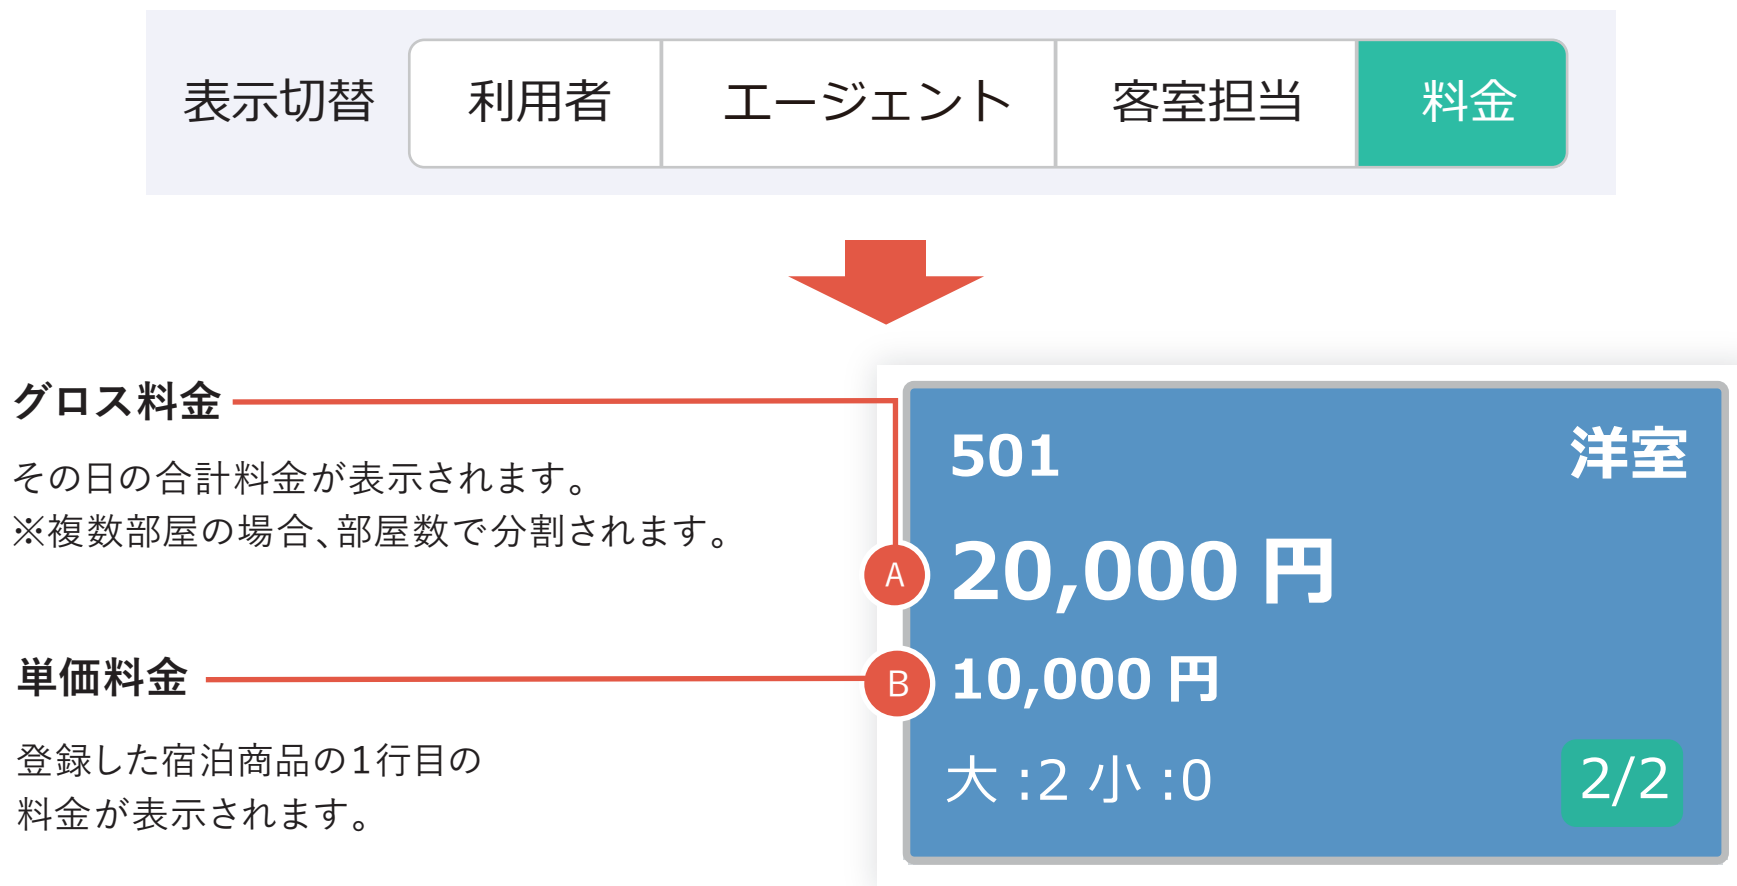 表示切替 利用者 エージェント 客室担当 料金
グロス料金
その日の合計料金が表示されます。
※複数部屋の場合、部屋数で分割されます。
単価料金
登録した宿泊商品の1行目の
料金が表示されます。
501 洋室
A 20,000 円
B 10,000 円
大 :2 小 :0 2/2